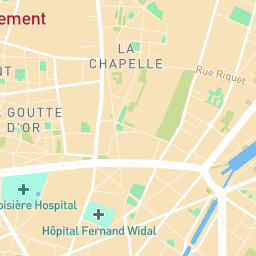 ement
LA
CHAPELLE
Rue Riquet
NT
A GOUTTE
D'OR
oisière Hospital
Hôpital Fernand Widal